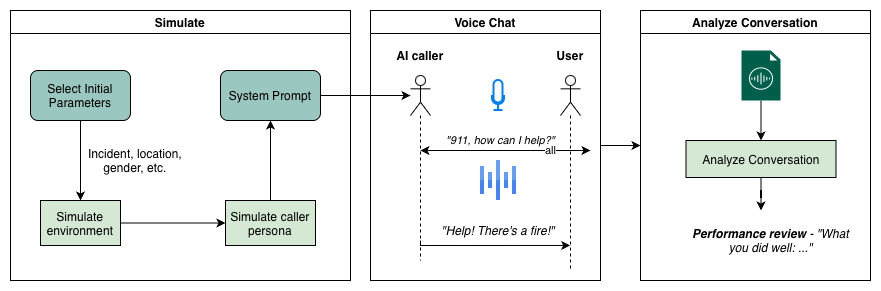 Simulate
Select Initial
Parameters
System Prompt
Incident, location,
gender, etc.
Simulate
environment
Simulate caller
persona
Voice Chat
AI caller
User
"911, how can I help?"
all
"Help! There's a fire!"
Analyze Conversation
Analyze Conversation
Performance review - "What
you did well: ..."